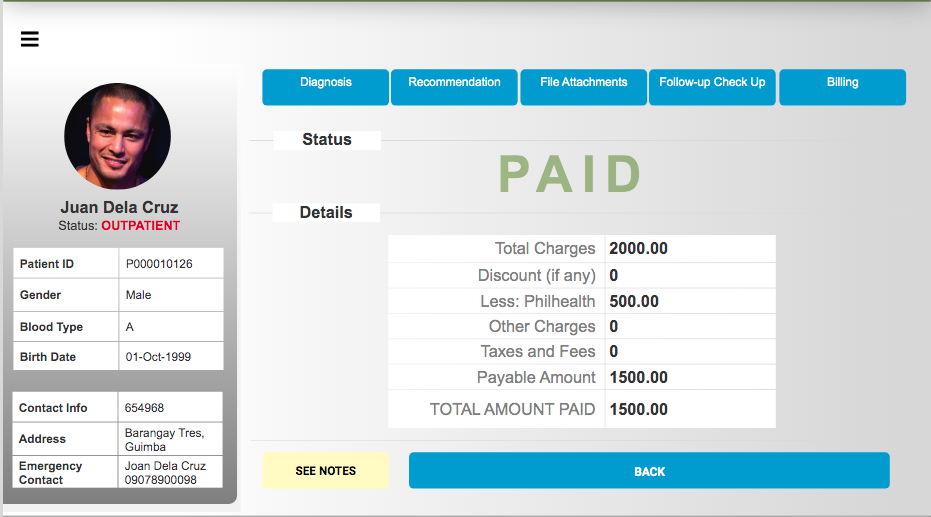 Diagnosis
Recommendation
File Attachments
Follow-up Check Up
Billing
Juan Dela Cruz
Status: OUTPATIENT
Patient ID P000010126
Gender Male
Blood Type A
Birth Date 01-Oct-1999
Contact Info 654968
Address Barangay Tres,
Guimba
Emergency Joan Dela Cruz
Contact 09078900098
Status
PAID
Details
Total Charges 2000.00
Discount (if any) 0
Less: Philhealth 500.00
Other Charges 0
Taxes and Fees 0
Payable Amount 1500.00
TOTAL AMOUNT PAID 1500.00
SEE NOTES
BACK